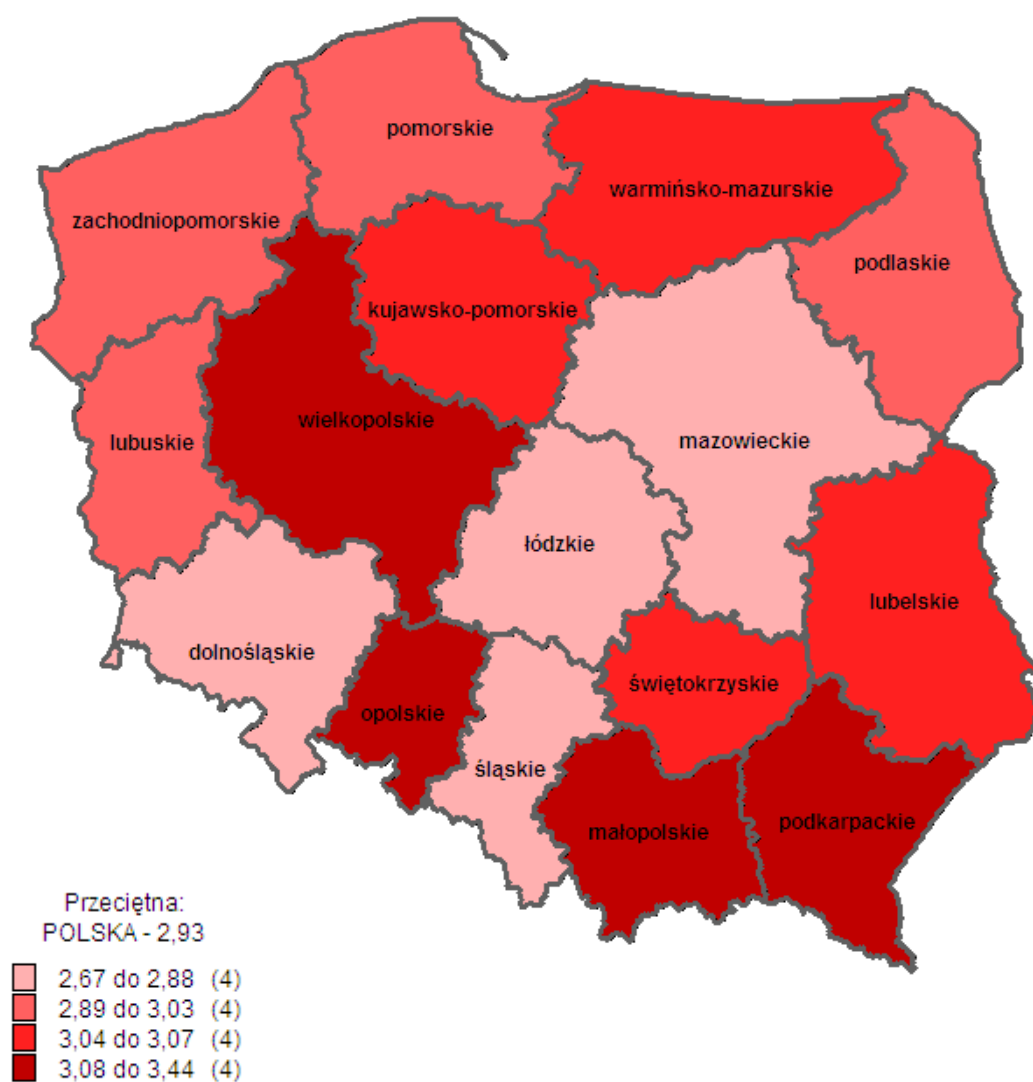 pomorskie
warmińsko-mazurskie
zachodniopomorskie
podlaskie
kujawsko-pomorskie
wielkopolskie
mazowieckie
lubuskie
łódzkie
lubelskie
dolnośląskie
świętokrzyskie
opolskie
śląskie
podkarpackie
małopolskie
Przeciętna:
POLSKA - 2,93
2,67 do 2,88 (4)
2,89 do 3,03 (4)
3,04 do 3,07 (4)
3,08 do 3,44 (4)